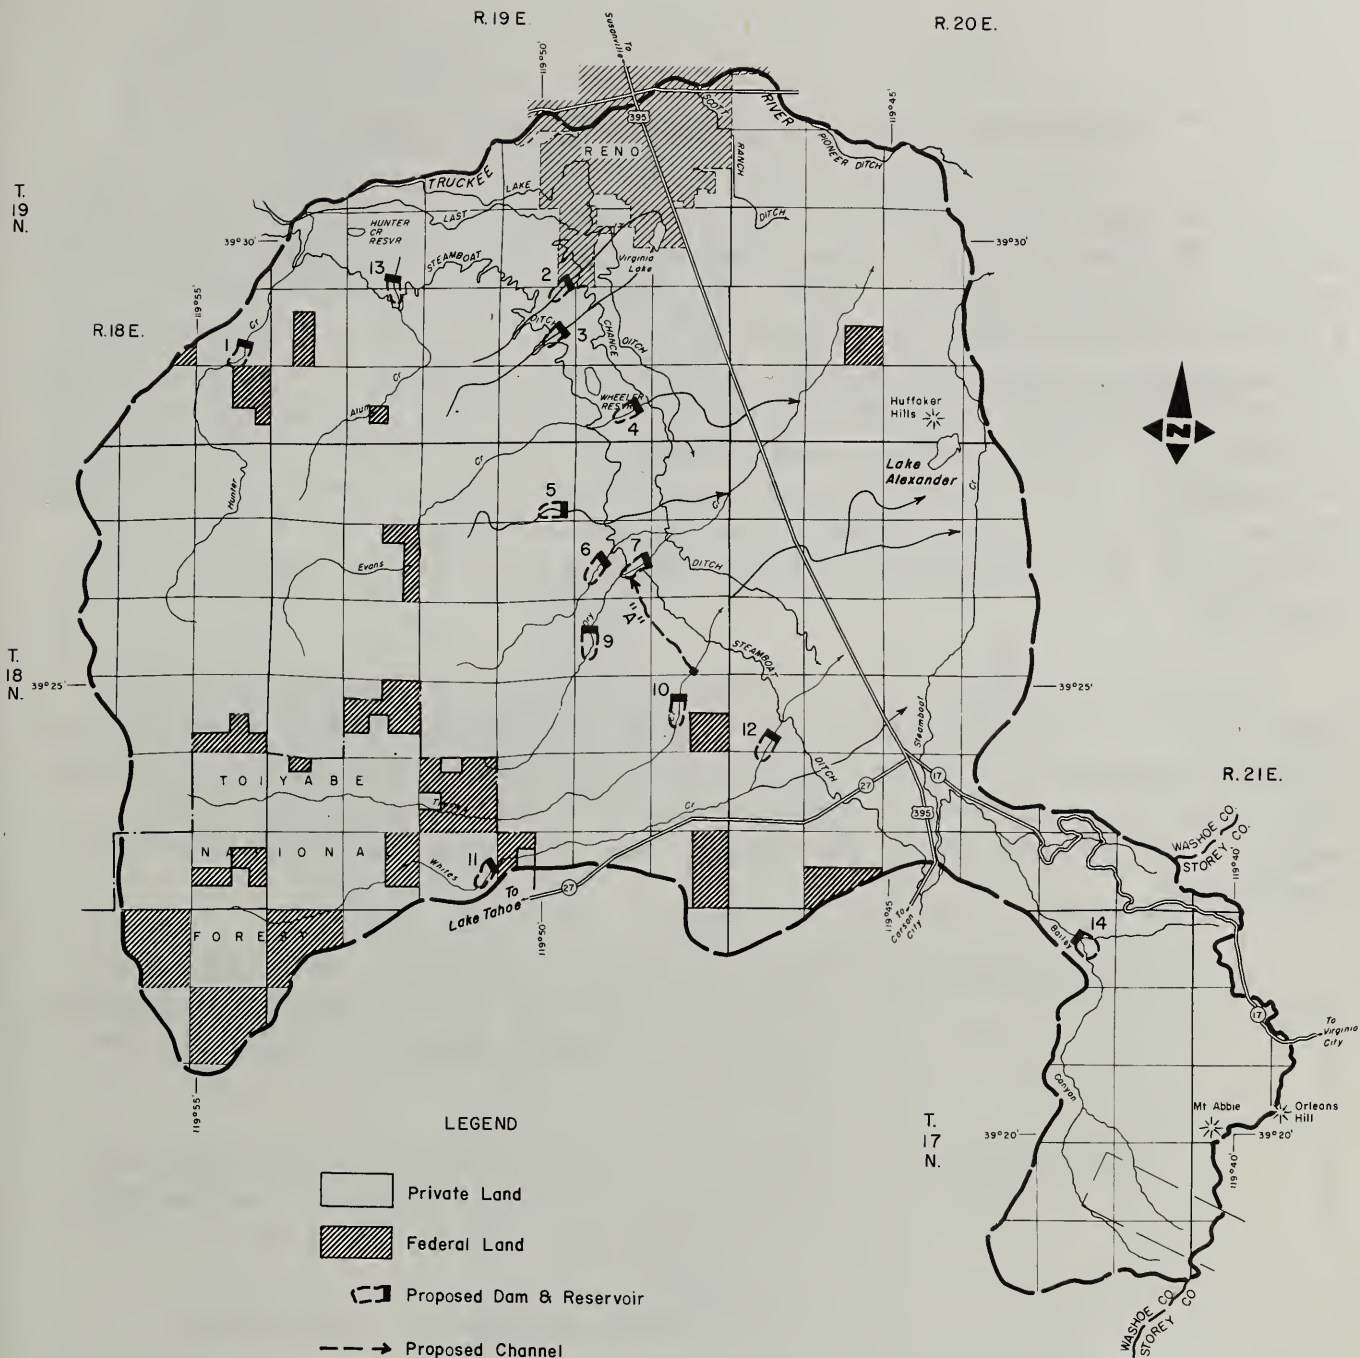 R. 19 E.
R. 20 E.
To
Susanville
119°50'
395
SCOTT
RIVER
119°45'
RENO
RANCH
PIONEER DITCH
T.
19
N.
TRUCKEE
LAKE
LAST
DITCH
HUNTER
CR
RESVR
39°30'
39°30'
STEAMBOAT
Virginia
Lake
13
2
119°55'
R. 18 E.
Cr
1
DITCH
3
CHANCE
DITCH
Cr
Alum
WHEELER
RESVR
4
Huffaker
Hills
N
Cr
Lake
Alexander
Hunter
5
Cr
Cr
6
7
Evans
DITCH
"A"
Dry
9
STEAMBOAT
T.
18
N.
39°25'
39°25'
10
12
Steamboat
DITCH
R. 21 E.
TOIYABE
27
17
Thomas
Cr
395
WASHOE CO.
STOREY CO.
NATIONAL
Whites
11
119°40'
To
Lake Tahoe
27
119°50'
119°45'
To
Carson
City
14
FOREST
Bailey
17
To
Virginia
City
Canyon
119°55'
LEGEND
Mt Abbie
Orleans
Hill
T.
17
N.
39°20'
39°20'
119°40'
Private Land
Federal Land
Proposed Dam & Reservoir
Proposed Channel
WASHOE CO
STOREY CO